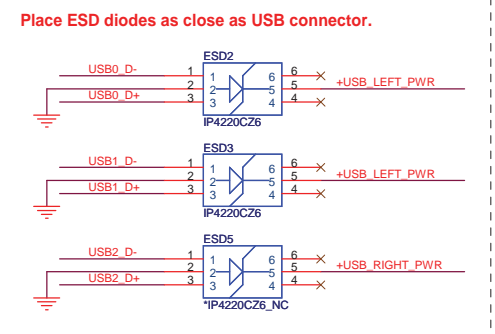 Place ESD diodes as close as USB connector.
ESD2
USB0_D- 1 1 6 6
2 2 5 5 +USB_LEFT_PWR
USB0_D+ 3 3 4 4
IP4220CZ6
ESD3
USB1_D- 1 1 6 6
2 2 5 5 +USB_LEFT_PWR
USB1_D+ 3 3 4 4
IP4220CZ6
ESD5
USB2_D- 1 1 6 6
2 2 5 5 +USB_RIGHT_PWR
USB2_D+ 3 3 4 4
*IP4220CZ6_NC